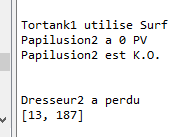 Tortank1 utilise Surf
Papilusion2 a 0 PV
Papilusion2 est K.O.
Dresseur2 a perdu
[13, 187]